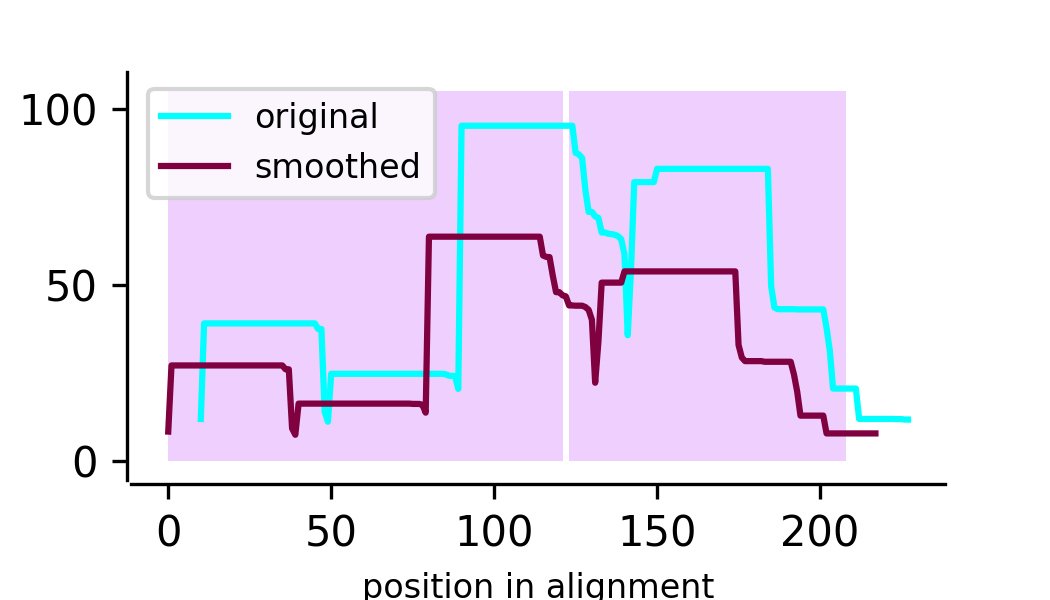 100
50
0
original
smoothed
0 50 100 150 200
position in alignment